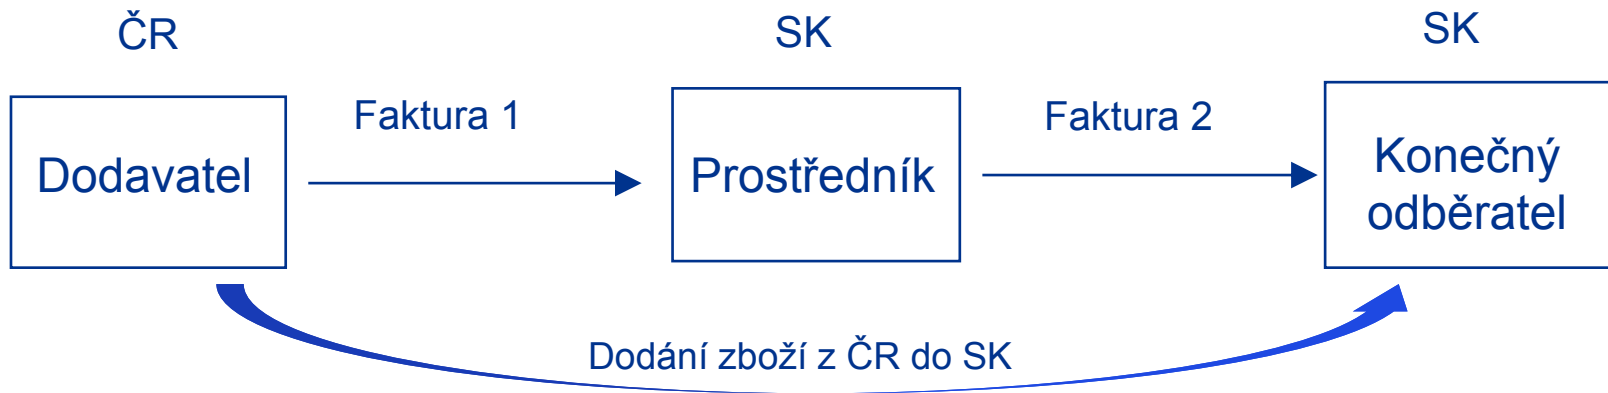 ČR
SK
SK
Dodavatel
Faktura 1
Prostředník
Faktura 2
Konečný
odběratel
Dodání zboží z ČR do SK